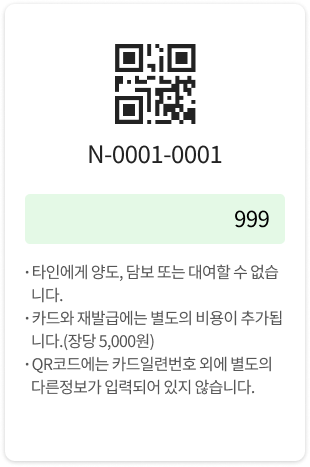 N-0001-0001
999
· 타인에게 양도, 담보 또는 대여할 수 없습
니다.
· 카드와 재발급에는 별도의 비용이 추가됩
니다.(장당 5,000원)
· QR코드에는 카드일련번호 외에 별도의
다른정보가 입력되어 있지 않습니다.